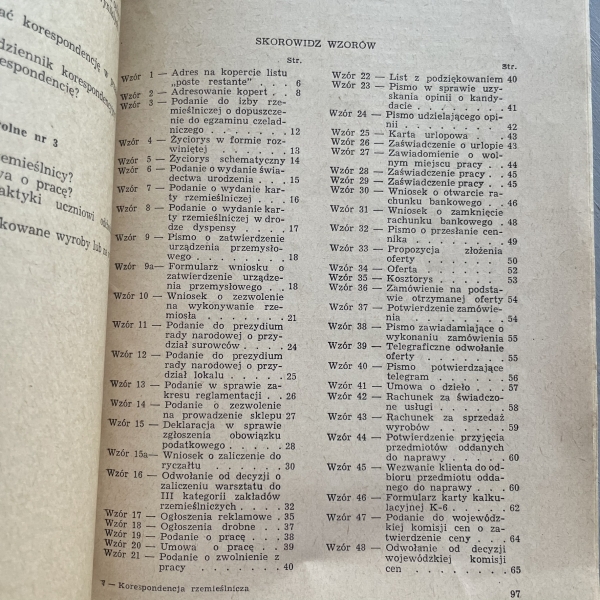 ać korespondencję w
dziennik korespondenc
respondencję?
olne nr 3
zemieślnicy?
wa o pracę?
aktyki uczniowi
kowane wyroby lub
SKOROWIDZ WZORÓW
Str.
Wzór 1 — Adres na kopercie listu
„poste restante” . . . . 6
Wzór 2 — Adresowanie kopert . . 8
Wzór 3 — Podanie do izby rze-
mieślniczej o dopuszcze-
nie do egzaminu czelad-
niczego . . . . . . . 12
Wzór 4 — Życiorys w formie roz-
winiętej . . . . . . . 13
Wzór 5 — Życiorys schematyczny 14
Wzór 6 — Podanie o wydanie świa-
dectwa urodzenia . . . 15
Wzór 7 — Podanie o wydanie kar-
ty rzemieślniczej . . . . 16
Wzór 8 — Podanie o wydanie kar-
ty rzemieślniczej w dro-
dze dyspensy . . . . 17
Wzór 9 — Pismo o zatwierdzenie
urządzenia przemysło-
wego . . . . . . . . 18
Wzór 9a— Formularz wniosku o
zatwierdzenie urządze-
nia przemysłowego . . 18
Wzór 10 — Wniosek o zezwolenie
na wykonywanie rze-
miosła . . . . . . . 21
Wzór 11 — Podanie do prezydium
rady narodowej o przy-
dział surowców . . . . 24
Wzór 12 — Podanie do prezydium
rady narodowej o przy-
dział lokalu . . . . . 25
Wzór 13 — Podanie w sprawie za-
kresu reglamentacji . . 26
Wzór 14 — Podanie o zezwolenie
na prowadzenie sklepu 27
Wzór 15 — Deklaracja w sprawie
zgłoszenia obowiązku
podatkowego . . . . . 28
Wzór 15a— Wniosek o zaliczenie do
ryczałtu . . . . . . 30
Wzór 16 — Odwołanie od decyzji o
zaliczeniu warsztatu do
III kategorii zakładów
rzemieślniczych . . . . 32
Wzór 17 — Ogłoszenia reklamowe . 35
Wzór 18 — Ogłoszenia drobne . . 37
Wzór 19 — Podanie o pracę . . . 38
Wzór 20 — Umowa o pracę . . . 39
Wzór 21 — Podanie o zwolnienie z
pracy . . . . . . . 40
7 — Korespondencja rzemieślnicza
Str.
Wzór 22 — List z podziękowaniem 40
Wzór 23 — Pismo w sprawie uzy-
skania opinii o kandy-
dacie . . . . . . . . 41
Wzór 24 — Pismo udzielającego opi-
nii . . . . . . . . . 42
Wzór 25 — Karta urlopowa . . . 43
Wzór 26 — Zaświadczenie o urlopie 43
Wzór 27 — Zawiadomienie o wol-
nym miejscu pracy . . 44
Wzór 28 — Zaświadczenie pracy . . 45
Wzór 29 — Zaświadczenie pracy . . 45
Wzór 30 — Wniosek o otwarcie ra-
chunku bankowego . . 46
Wzór 31 — Wniosek o zamknięcie
rachunku bankowego . 48
Wzór 32 — Pismo o przesłanie cen-
nika . . . . . . . . 49
Wzór 33 — Propozycja złożenia
oferty . . . . . . . 50
Wzór 34 — Oferta . . . . . . . 52
Wzór 35 — Kosztorys . . . . . . 53
Wzór 36 — Zamówienie na podsta-
wie otrzymanej oferty 54
Wzór 37 — Potwierdzenie zamówie-
nia . . . . . . . . . 54
Wzór 38 — Pismo zawiadamiające o
wykonaniu zamówienia 55
Wzór 39 — Telegraficzne odwołanie
oferty . . . . . . . 55
Wzór 40 — Pismo potwierdzające
telegram . . . . . . 56
Wzór 41 — Umowa o dzieło . . . 57
Wzór 42 — Rachunek za świadczo-
ne usługi . . . . . . 58
Wzór 43 — Rachunek za sprzedaż
wyrobów . . . . . . 59
Wzór 44 — Potwierdzenie przyjęcia
przedmiotów oddanych
do naprawy . . . . . 60
Wzór 45 — Wezwanie klienta do od-
bioru przedmiotu odda-
nego do naprawy . . . 60
Wzór 46 — Formularz karty kalku-
lacyjnej K-6 . . . . . 62
Wzór 47 — Podanie do wojewódz-
kiej komisji cen o za-
twierdzenie ceny . . . 64
Wzór 48 — Odwołanie od decyzji
wojewódzkiej komisji
cen . . . . . . . . 65
97